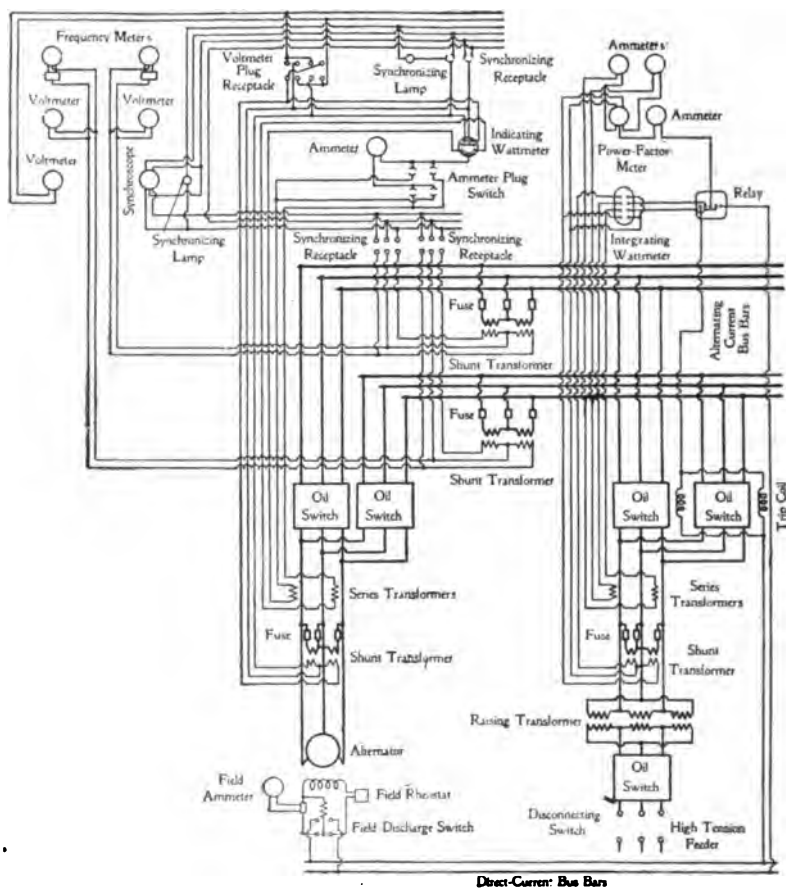 Frequency Meters
Voltmeter
Voltmeter
Voltmeter
Synchroscope
Synchronizing
Lamp
Voltmeter
Plug
Receptacle
Synchronizing
Lamp
Synchronizing
Receptacle
Indicating
Wattmeter
Ammeter
Ammeter Plug
Switch
Synchronizing
Receptacle
Synchronizing
Receptacle
Ammeters
Ammeter
Power-Factor
Meter
Relay
Integrating
Wattmeter
Fuse
Shunt Transformer
Alternating
Current
Bus Bars
Fuse
Shunt Transformer
Oil
Switch
Oil
Switch
Oil
Switch
Oil
Switch
Trip Coil
Series Transformers
Fuse
Shunt Transformer
Series
Transformers
Fuse
Shunt
Transformer
Raising Transformer
Alternator
Oil
Switch
Field
Ammeter
Field Rheostat
Field Discharge Switch
Disconnecting
Switch
High Tension
Feeder
Direct-Current Bus Bars